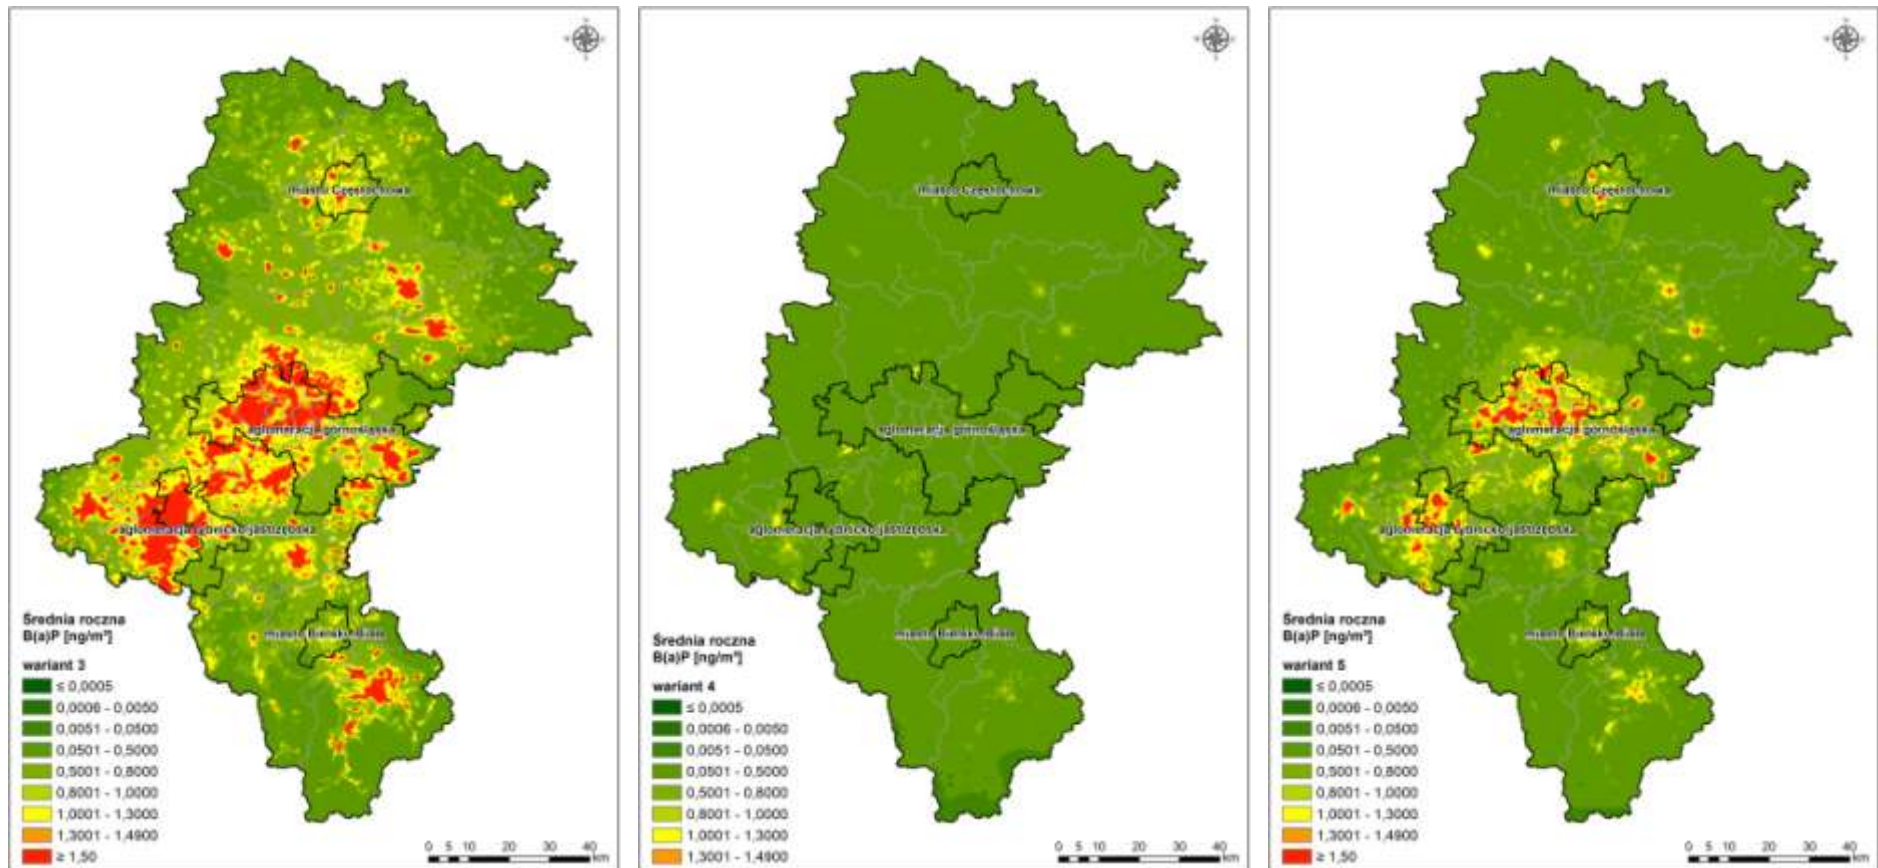 miasto Częstochowa
aglomeracja górnośląska
aglomeracja rybnicko-jastrzębska
miasto Bielsko-Biała
Średnia roczna
B(a)P [ng/m³]
wariant 3
≤ 0,0005
0,0006 - 0,0050
0,0051 - 0,0500
0,0501 - 0,5000
0,5001 - 0,8000
0,8001 - 1,0000
1,0001 - 1,3000
1,3001 - 1,4900
≥ 1,50
0 5 10 20 30 40
km
miasto Częstochowa
aglomeracja górnośląska
aglomeracja rybnicko-jastrzębska
miasto Bielsko-Biała
Średnia roczna
B(a)P [ng/m³]
wariant 4
≤ 0,0005
0,0006 - 0,0050
0,0051 - 0,0500
0,0501 - 0,5000
0,5001 - 0,8000
0,8001 - 1,0000
1,0001 - 1,3000
1,3001 - 1,4900
0 5 10 20 30 40
km
miasto Częstochowa
aglomeracja górnośląska
aglomeracja rybnicko-jastrzębska
miasto Bielsko-Biała
Średnia roczna
B(a)P [ng/m³]
wariant 5
≤ 0,0005
0,0006 - 0,0050
0,0051 - 0,0500
0,0501 - 0,5000
0,5001 - 0,8000
0,8001 - 1,0000
1,0001 - 1,3000
1,3001 - 1,4900
≥ 1,50
0 5 10 20 30 40
km